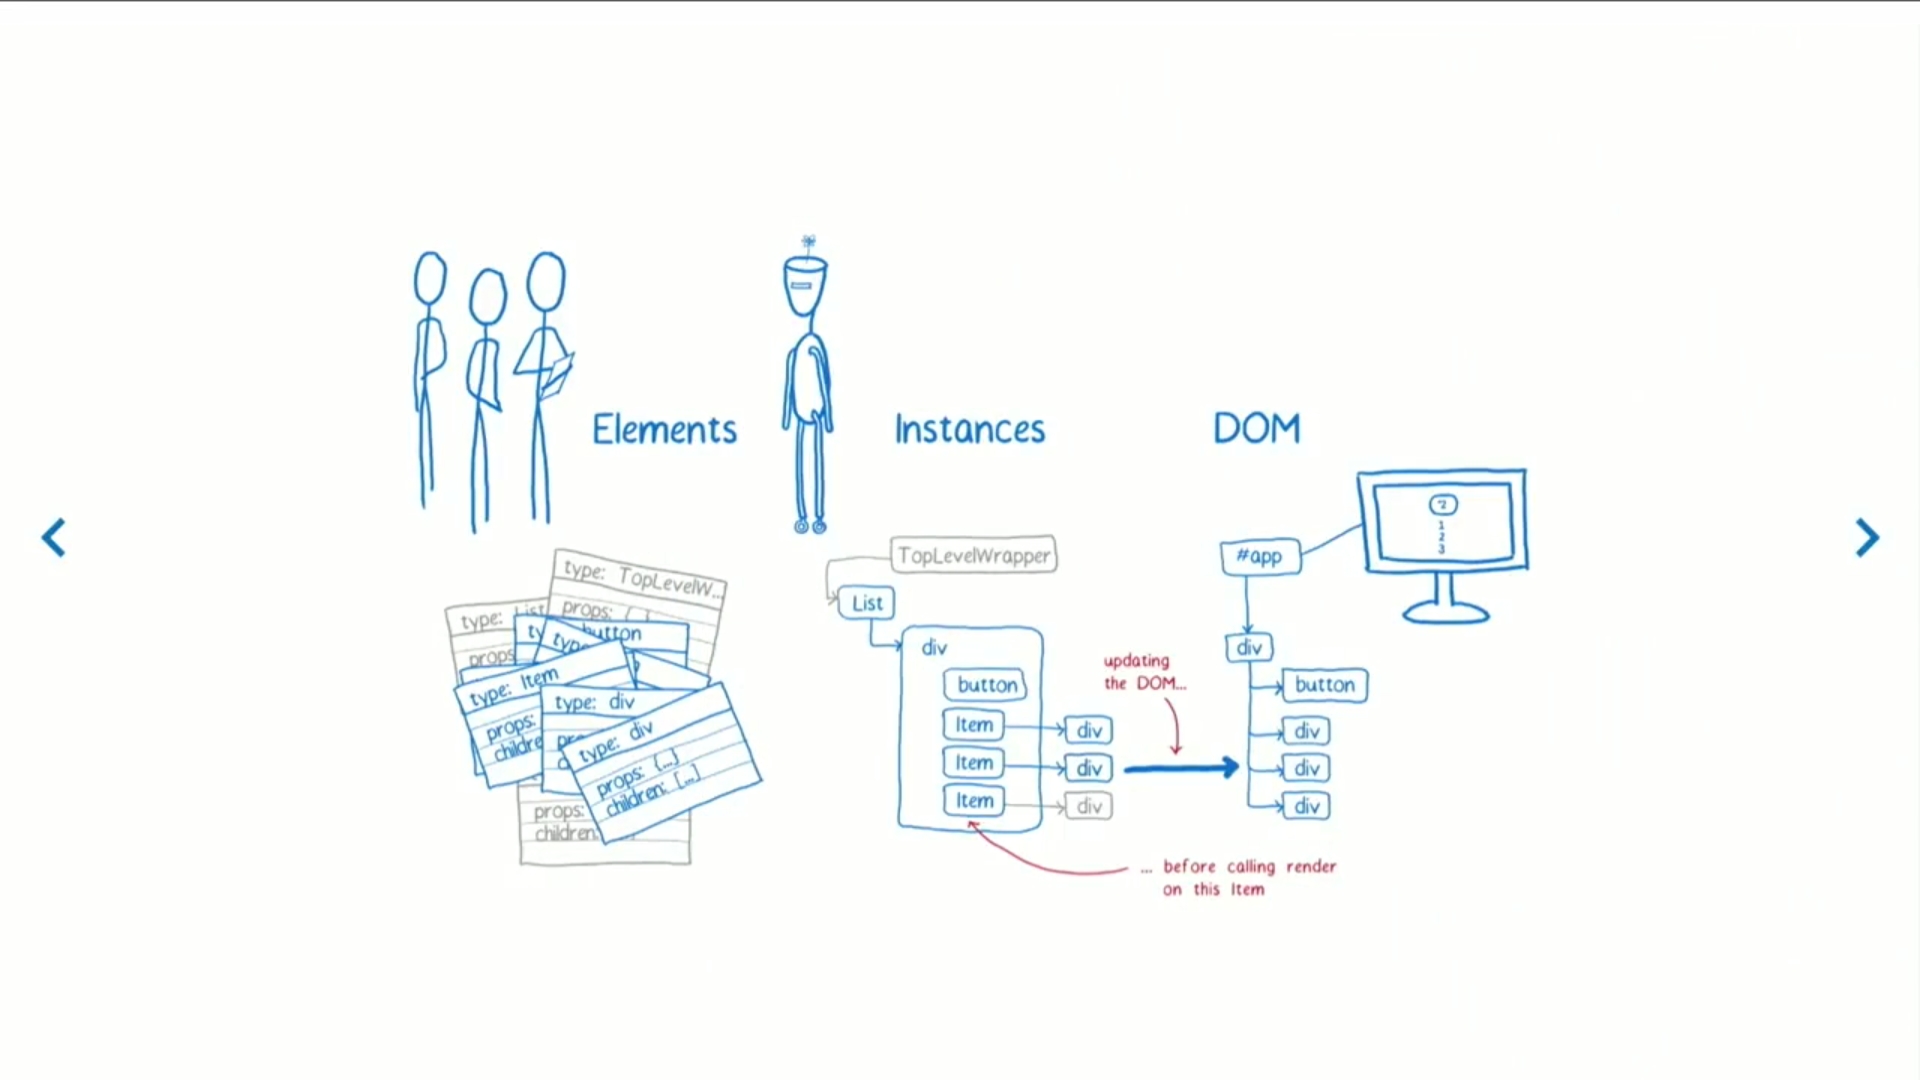 Elements
Instances
DOM
type: TopLevelW...
props: { }
type: List
props
button
type
type: Item
props:
childre
type: div
type: div
props: {...}
children: [...]
props:
children:
TopLevelWrapper
List
div
button
Item
div
Item
div
Item
div
updating
the DOM...
... before calling render
on this Item
#app
div
button
div
div
div
2
1
2
3